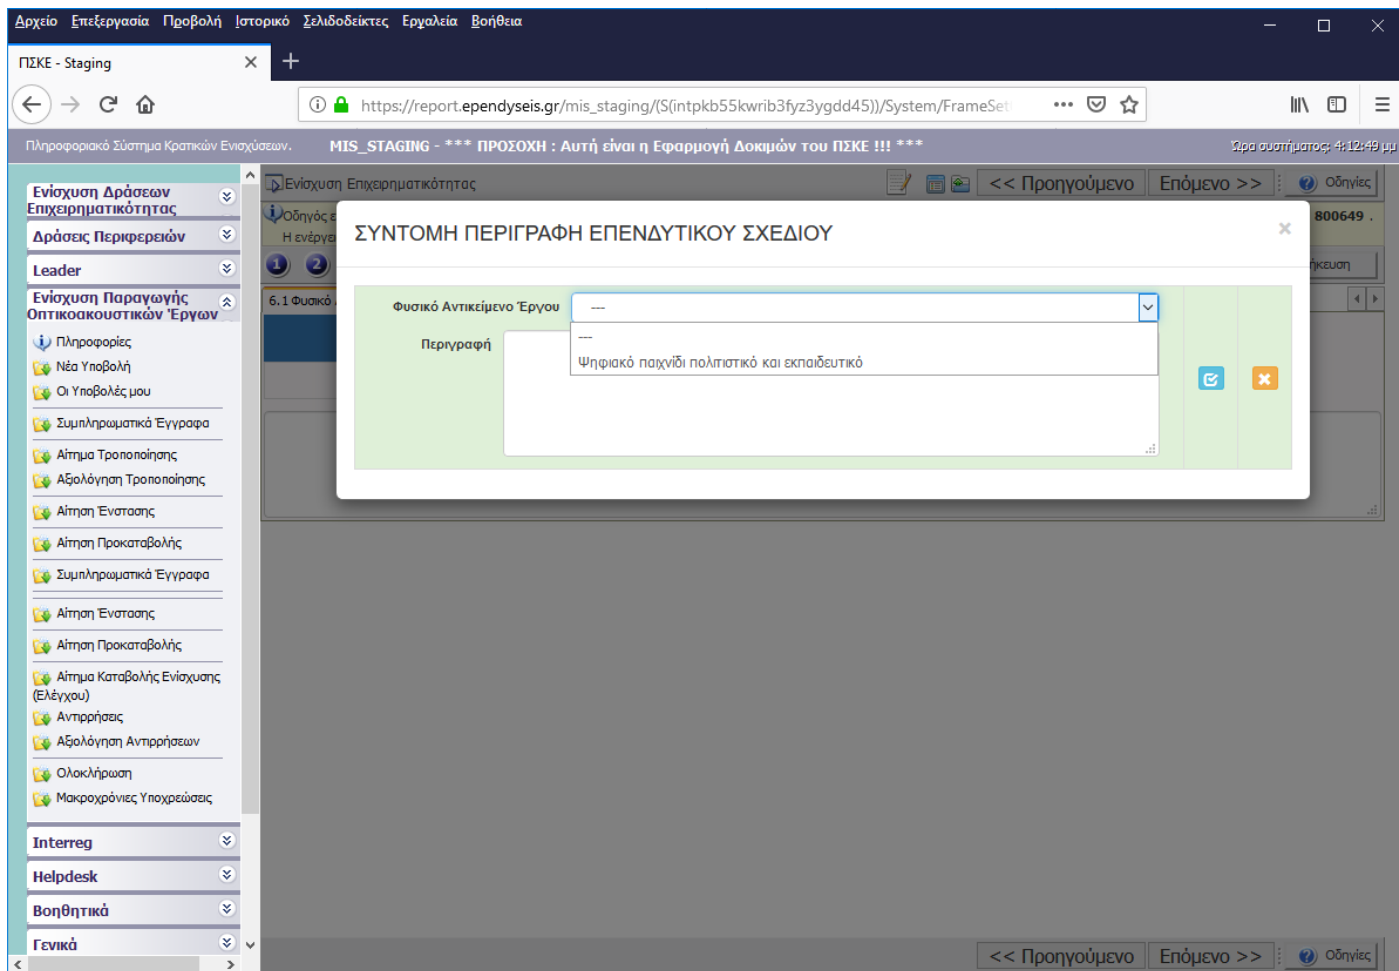 Αρχείο Επεξεργασία Προβολή Ιστορικό Σελιδοδείκτες Εργαλεία Βοήθεια
ΠΣΚΕ - Staging
https://report.ependyseis.gr/mis_staging/(S(intpkb55kwrib3fyz3ygdd45))/System/FrameSet
Πληροφοριακό Σύστημα Κρατικών Ενισχύσεων. MIS_STAGING - *** ΠΡΟΣΟΧΗ : Αυτή είναι η Εφαρμογή Δοκιμών του ΠΣΚΕ !!! *** Ώρα συστήματος: 4:12:49 μμ
Ενίσχυση Δράσεων
Επιχειρηματικότητας
Δράσεις Περιφερειών
Leader
Ενίσχυση Παραγωγής
Οπτικοακουστικών Έργων
Πληροφορίες
Νέα Υποβολή
Οι Υποβολές μου
Συμπληρωματικά Έγγραφα
Αίτημα Τροποποίησης
Αξιολόγηση Τροποποίησης
Αίτηση Ένστασης
Αίτηση Προκαταβολής
Συμπληρωματικά Έγγραφα
Αίτηση Ένστασης
Αίτηση Προκαταβολής
Αίτημα Καταβολής Ενίσχυσης
(Ελέγχου)
Αντιρρήσεις
Αξιολόγηση Αντιρρήσεων
Ολοκλήρωση
Μακροχρόνιες Υποχρεώσεις
Interreg
Helpdesk
Βοηθητικά
Γενικά
Ενίσχυση Επιχειρηματικότητας << Προηγούμενο Επόμενο >> Οδηγίες
Οδηγός ε 800649 .
Η ενέργει
1 2 ήκευση
6.1 Φυσικό
ΣΥΝΤΟΜΗ ΠΕΡΙΓΡΑΦΗ ΕΠΕΝΔΥΤΙΚΟΥ ΣΧΕΔΙΟΥ ×
Φυσικό Αντικείμενο Έργου ---
---
Ψηφιακό παιχνίδι πολιτιστικό και εκπαιδευτικό
Περιγραφή
<< Προηγούμενο Επόμενο >> Οδηγίες